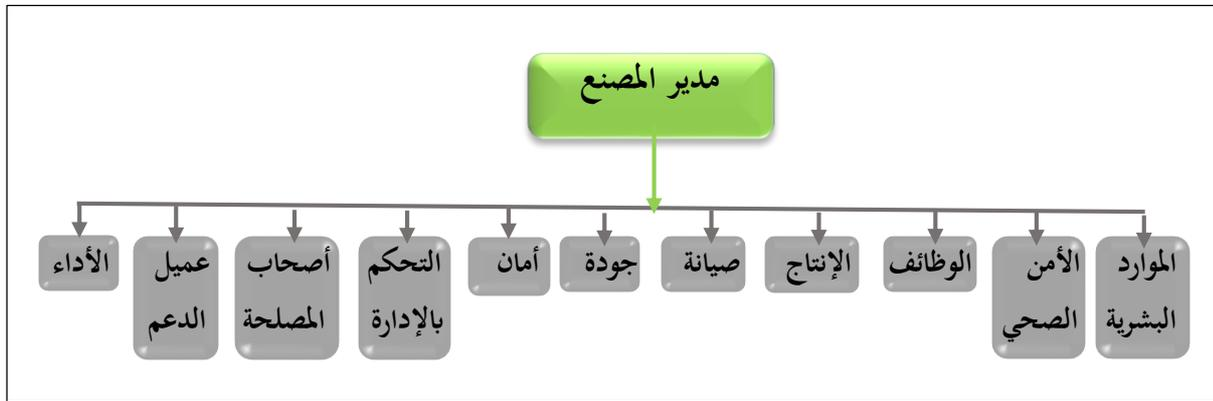 مدير المصنع
الموارد
البشرية
الأمن
الصحي
الوظائف
الإنتاج
صيانة
جودة
أمان
التحكم
بالإدارة
أصحاب
المصلحة
عميل
الدعم
الأداء